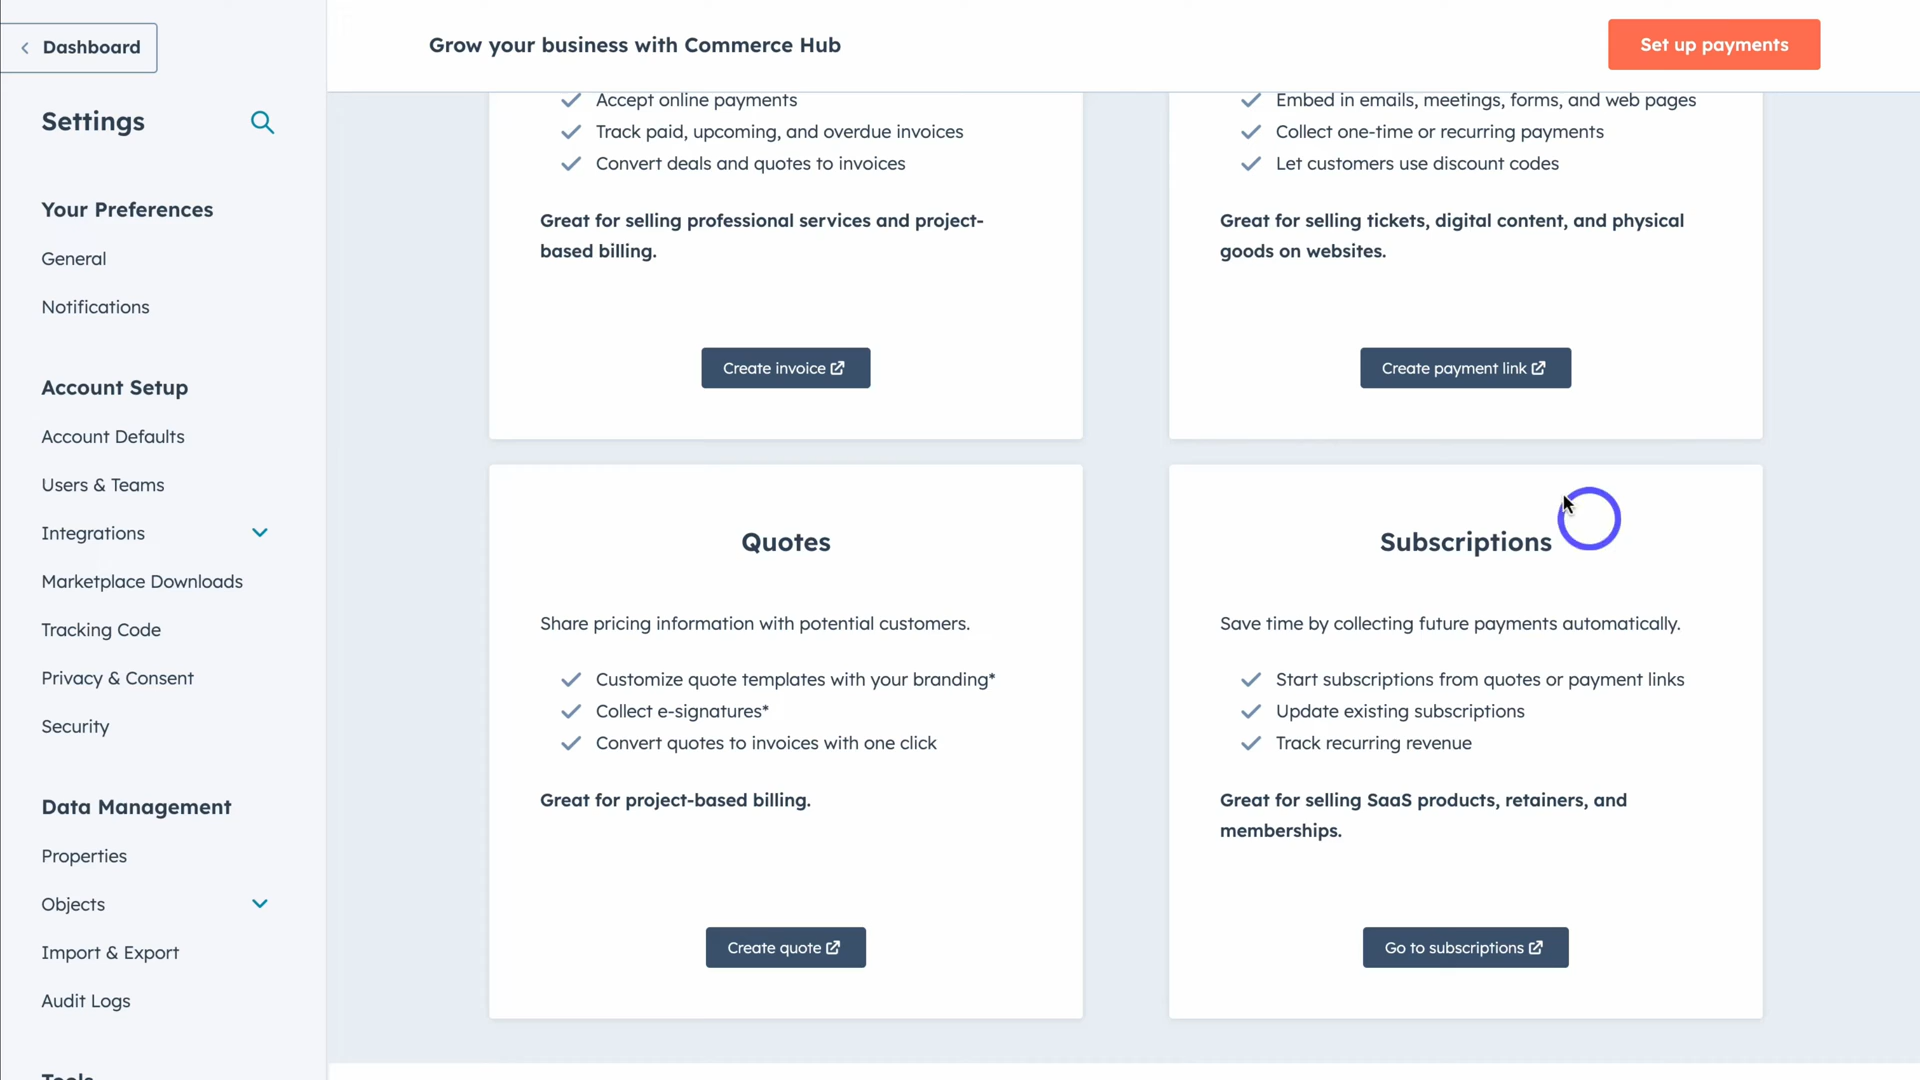 Dashboard
Settings
Your Preferences
General
Notifications
Account Setup
Account Defaults
Users & Teams
Integrations
Marketplace Downloads
Tracking Code
Privacy & Consent
Security
Data Management
Properties
Objects
Import & Export
Audit Logs
Tools
Grow your business with Commerce Hub
Set up payments
Accept online payments
Track paid, upcoming, and overdue invoices
Convert deals and quotes to invoices
Great for selling professional services and project-
based billing.
Create invoice
Embed in emails, meetings, forms, and web pages
Collect one-time or recurring payments
Let customers use discount codes
Great for selling tickets, digital content, and physical
goods on websites.
Create payment link
Quotes
Share pricing information with potential customers.
Customize quote templates with your branding*
Collect e-signatures*
Convert quotes to invoices with one click
Great for project-based billing.
Create quote
Subscriptions
Save time by collecting future payments automatically.
Start subscriptions from quotes or payment links
Update existing subscriptions
Track recurring revenue
Great for selling SaaS products, retainers, and
memberships.
Go to subscriptions